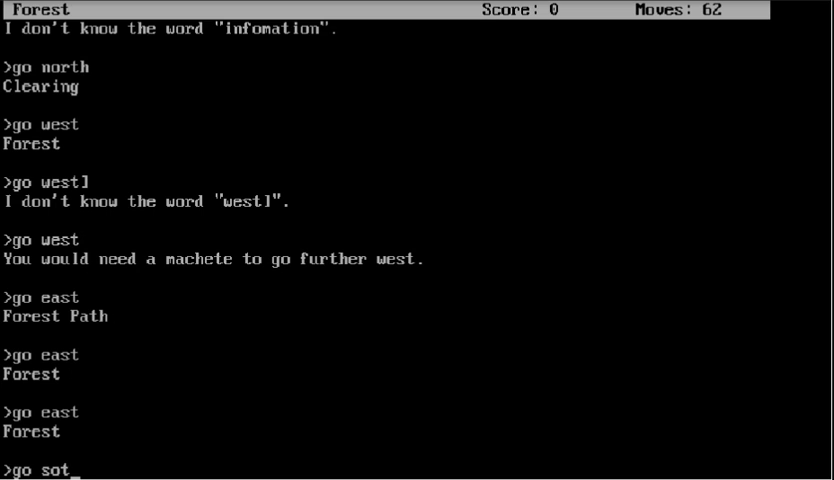 Forest Score: 0 Moves: 62
I don't know the word "infomation".
>go north
Clearing
>go west
Forest
>go west]
I don't know the word "west]".
>go west
You would need a machete to go further west.
>go east
Forest Path
>go east
Forest
>go east
Forest
>go sot_